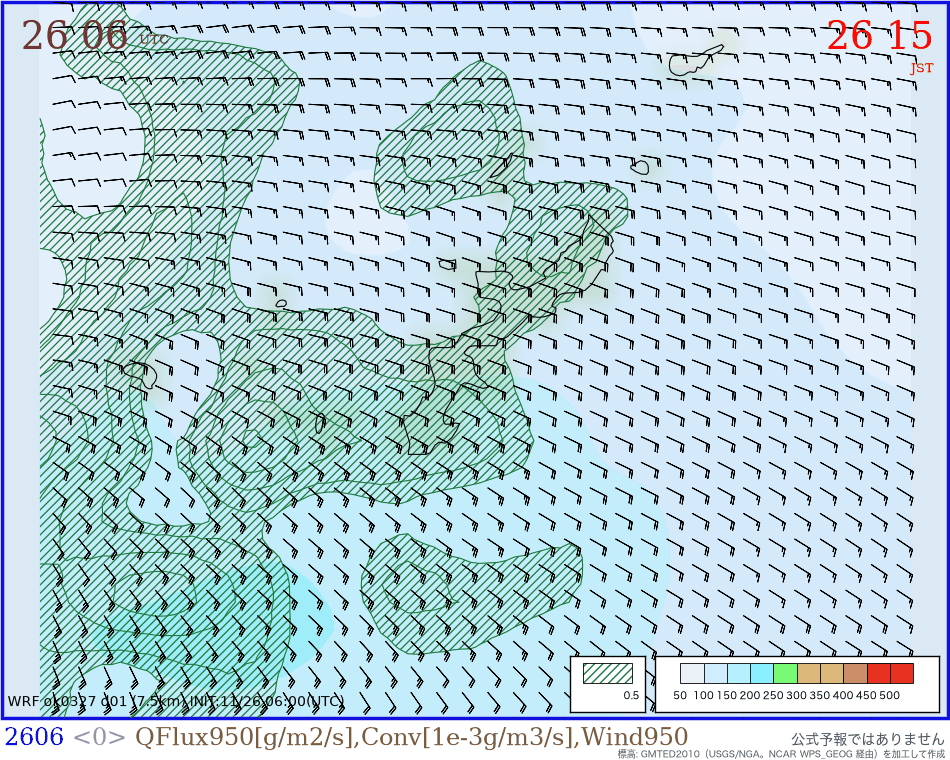 26 06 UTC
26 15
JST
0.5
50 100 150 200 250 300 350 400 450 500
WRF ok0327 d01 (7.5km) INIT:11/26.06:00(UTC)
2606 <0> QFlux950[g/m2/s],Conv[1e-3g/m3/s],Wind950
公式予報ではありません
標高: GMTED2010（USGS/NGA。NCAR WPS_GEOG 経由）を加工して作成